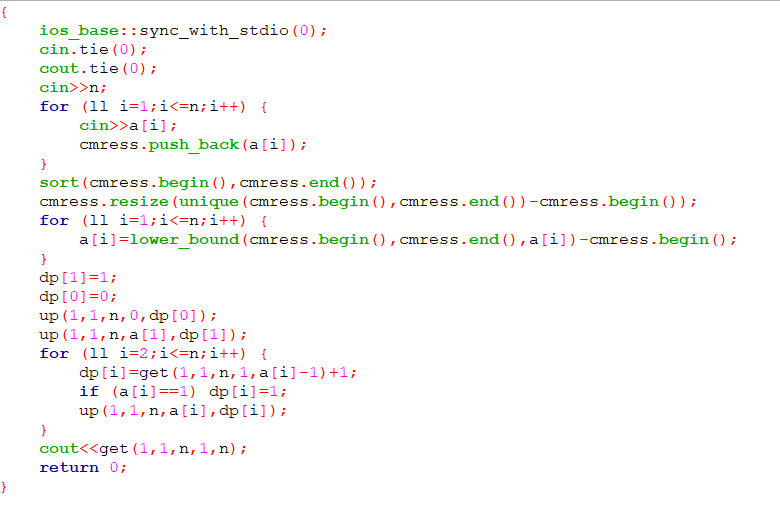 {
    ios_base::sync_with_stdio(0);
    cin.tie(0);
    cout.tie(0);
    cin>>n;
    for (ll i=1;i<=n;i++) {
        cin>>a[i];
        cmress.push_back(a[i]);
    }
    sort(cmress.begin(),cmress.end());
    cmress.resize(unique(cmress.begin(),cmress.end())-cmress.begin());
    for (ll i=1;i<=n;i++) {
        a[i]=lower_bound(cmress.begin(),cmress.end(),a[i])-cmress.begin();
    }
    dp[1]=1;
    dp[0]=0;
    up(1,1,n,0,dp[0]);
    up(1,1,n,a[1],dp[1]);
    for (ll i=2;i<=n;i++) {
        dp[i]=get(1,1,n,1,a[i]-1)+1;
        if (a[i]==1) dp[i]=1;
        up(1,1,n,a[i],dp[i]);
    }
    cout<<get(1,1,n,1,n);
    return 0;
}